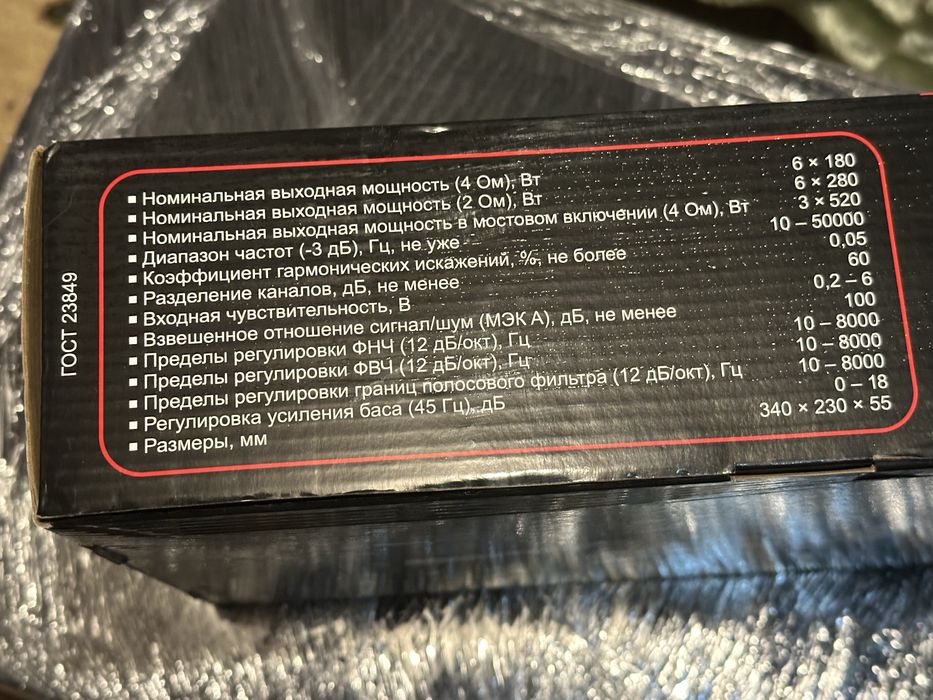 ■ Номинальная выходная мощность (4 Ом), Вт 6 × 180
■ Номинальная выходная мощность (2 Ом), Вт 6 × 280
■ Номинальная выходная мощность в мостовом включении (4 Ом), Вт 3 × 520
■ Диапазон частот (-3 дБ), Гц, не уже 10 – 50000
■ Коэффициент гармонических искажений, %, не более 0,05
■ Разделение каналов, дБ, не менее 60
■ Входная чувствительность, В 0,2 – 6
■ Взвешенное отношение сигнал/шум (МЭК А), дБ, не менее 100
■ Пределы регулировки ФНЧ (12 дБ/окт), Гц 10 – 8000
■ Пределы регулировки ФВЧ (12 дБ/окт), Гц 10 – 8000
■ Пределы регулировки границ полосового фильтра (12 дБ/окт), Гц 10 – 8000
■ Регулировка усиления баса (45 Гц), дБ 0 – 18
■ Размеры, мм 340 × 230 × 55
ГОСТ 23849